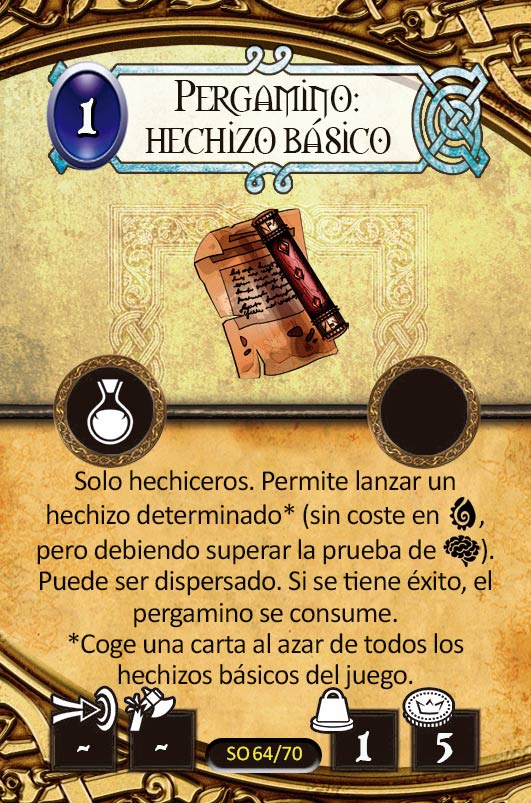 1
PERGAMINO:
HECHIZO BÁSICO
Solo hechiceros. Permite lanzar un
hechizo determinado* (sin coste en ,
pero debiendo superar la prueba de ).
Puede ser dispersado. Si se tiene éxito, el
pergamino se consume.
*Coge una carta al azar de todos los
hechizos básicos del juego.
~ ~ SO 64/70 1 5